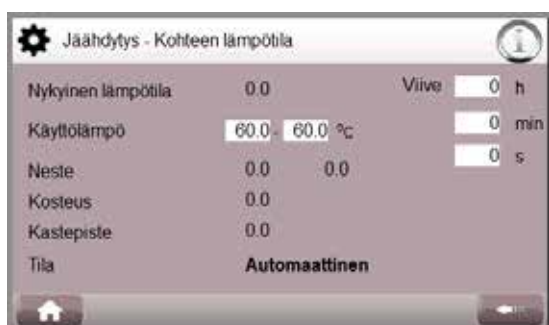 Jäähdytys - Kohteen lämpötila
Nykyinen lämpötila 0.0 Viive 0 h
Käyttölämpö 60.0 - 60.0 °C 0 min
Neste 0.0 0.0 0 s
Kosteus 0.0
Kastepiste 0.0
Tila Automaattinen